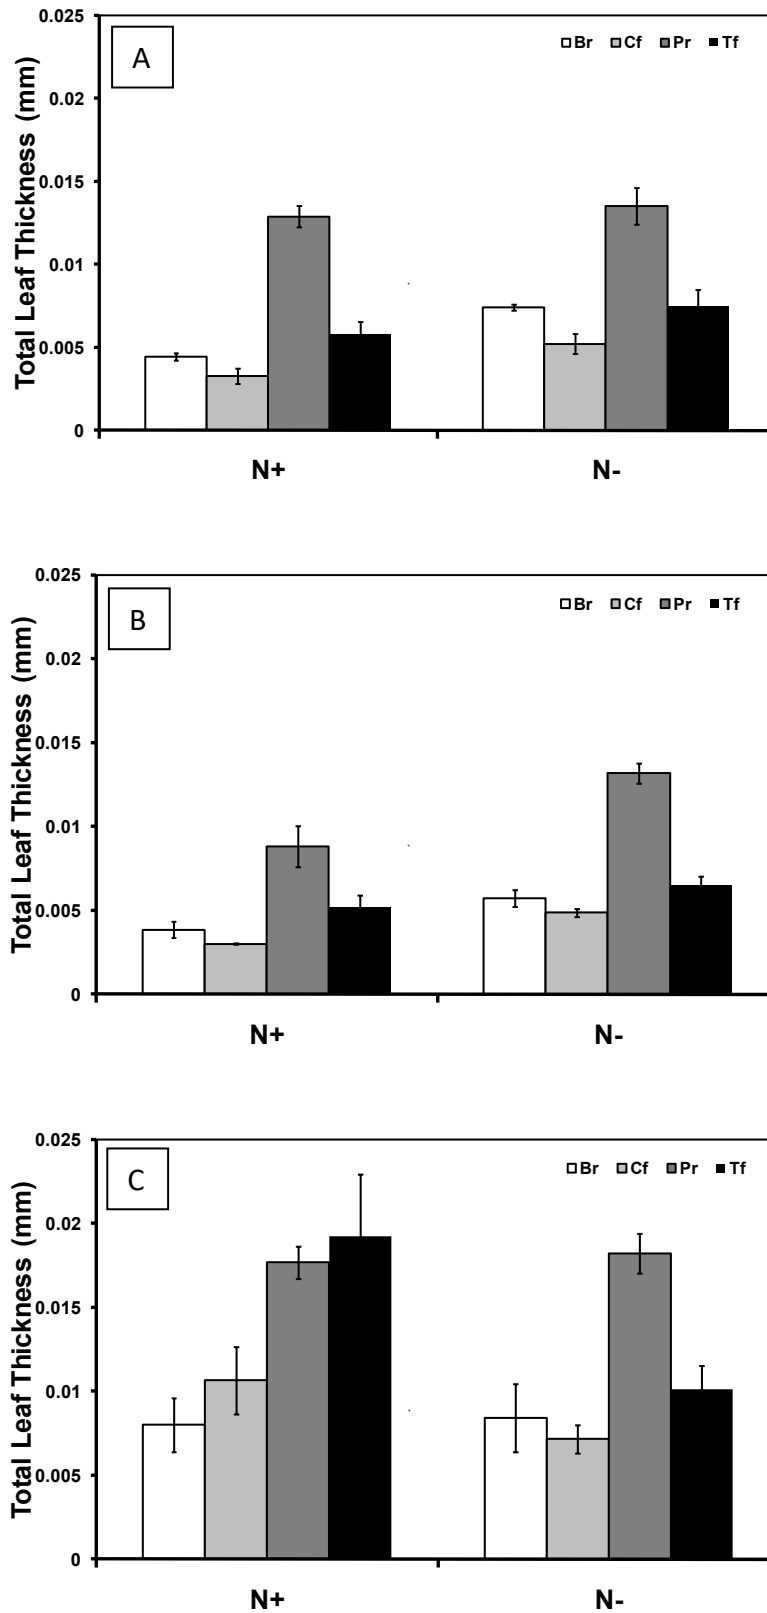 0.025
A
Br Cf Pr Tf
0.02
0.015
0.01
0.005
0
Total Leaf Thickness (mm)
N+ N-
0.025
B
Br Cf Pr Tf
0.02
0.015
0.01
0.005
0
Total Leaf Thickness (mm)
N+ N-
0.025
C
Br Cf Pr Tf
0.02
0.015
0.01
0.005
0
Total Leaf Thickness (mm)
N+ N-